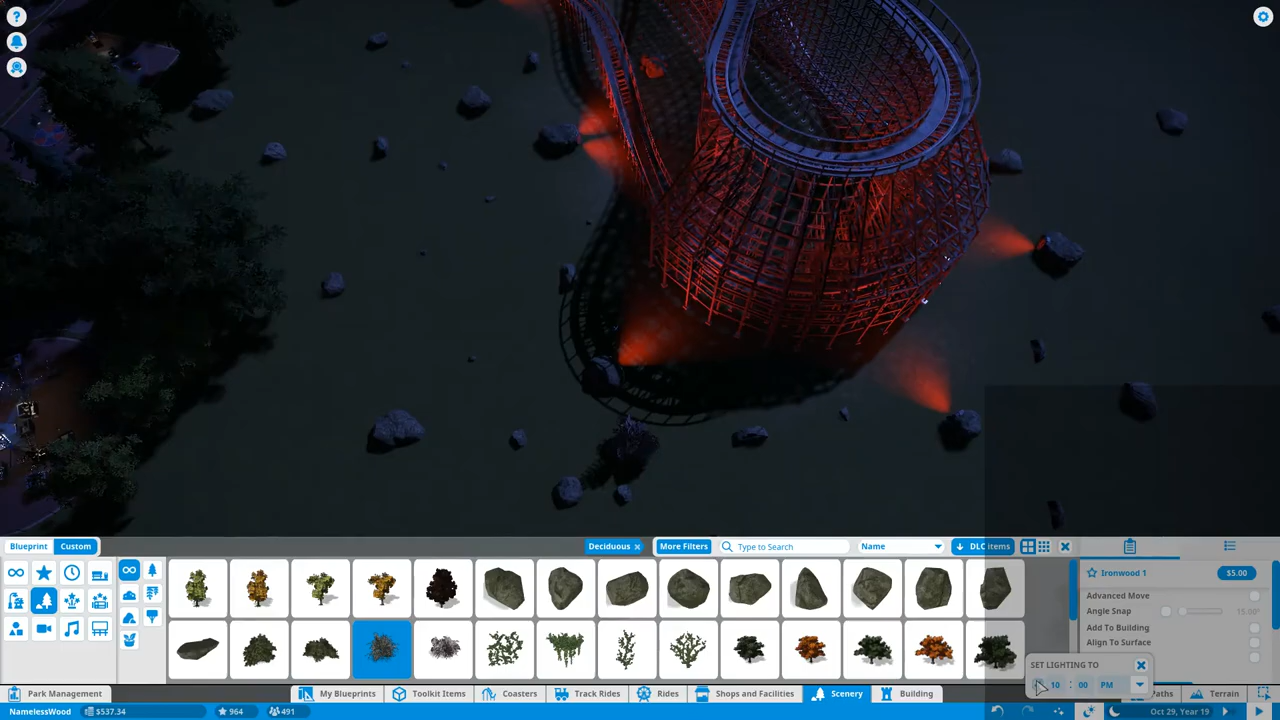 Blueprint Custom
Deciduous × More Filters Type to Search Name DLC Items
Ironwood 1 $5.00
Advanced Move
Angle Snap 15.00°
Add To Building
Align To Surface
SET LIGHTING TO
10 : 00 PM
Park Management My Blueprints Toolkit Items Coasters Track Rides Rides Shops and Facilities Scenery Building Paths Terrain
NamelessWood $537.34 964 491 Oct 29, Year 19